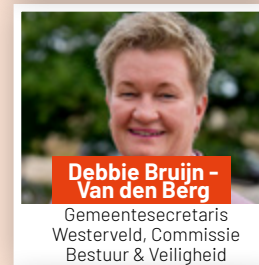 Debbie Bruijn -
Van den Berg
Gemeentesecretaris
Westerveld, Commissie
Bestuur & Veiligheid